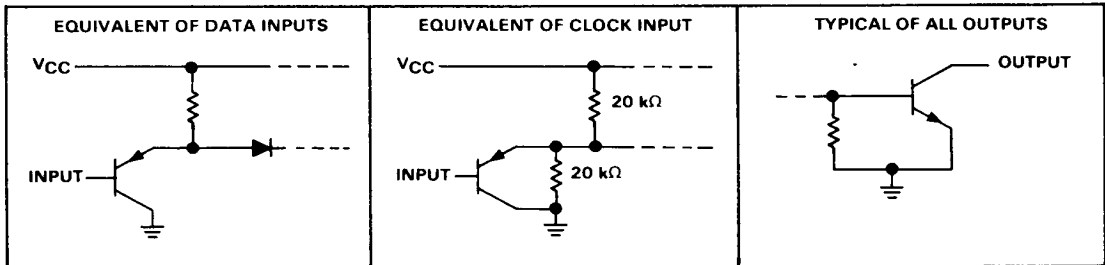 EQUIVALENT OF DATA INPUTS
VCC
INPUT
EQUIVALENT OF CLOCK INPUT
VCC
20 kΩ
20 kΩ
INPUT
TYPICAL OF ALL OUTPUTS
OUTPUT